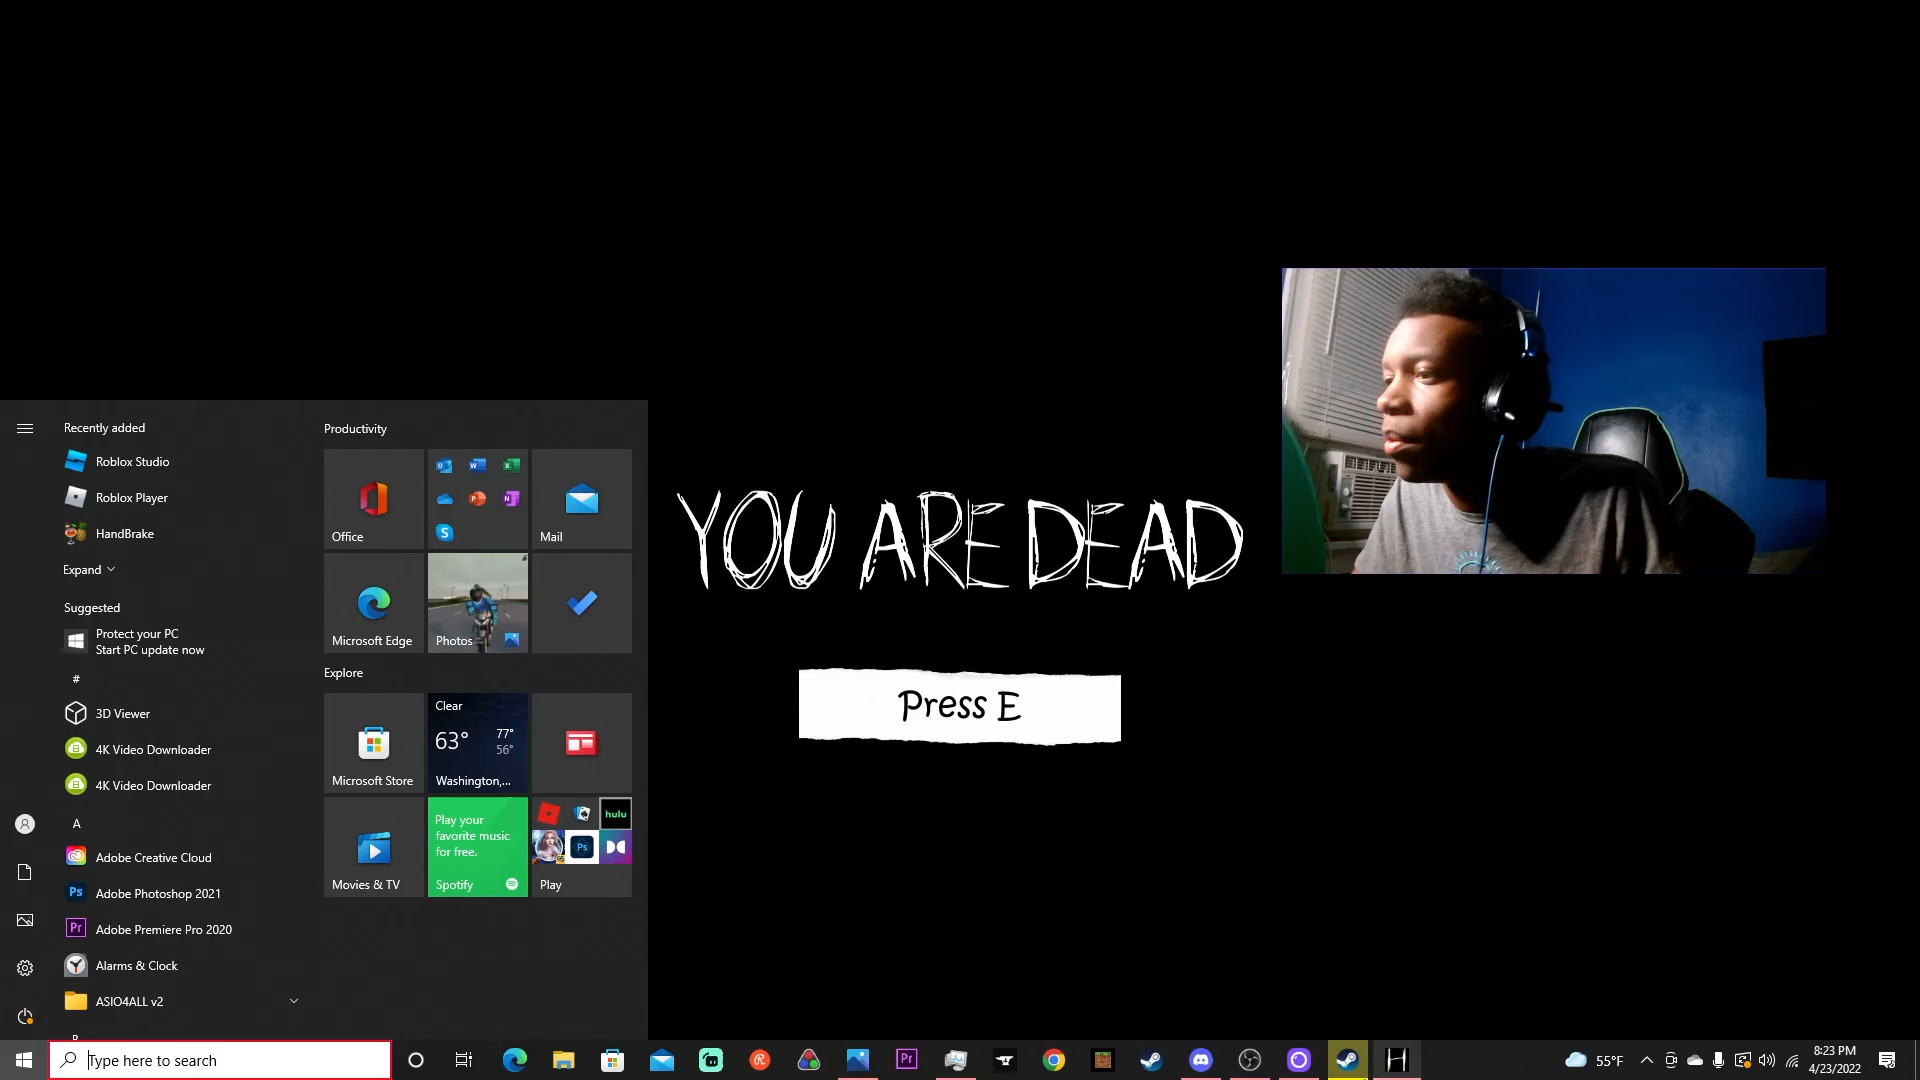 Recently added
Roblox Studio
Roblox Player
HandBrake
Expand
Suggested
Protect your PC
Start PC update now
#
3D Viewer
4K Video Downloader
4K Video Downloader
A
Adobe Creative Cloud
Ps Adobe Photoshop 2021
Pr Adobe Premiere Pro 2020
Alarms & Clock
ASIO4ALL v2
Productivity
Office
Mail
Microsoft Edge
Photos
Explore
Microsoft Store
Clear
63° 77°
56°
Washington,...
Movies & TV
Play your
favorite music
for free.
Spotify
hulu
Ps
Play
YOU ARE DEAD
Press E
Type here to search
Pr
55°F
8:23 PM
4/23/2022